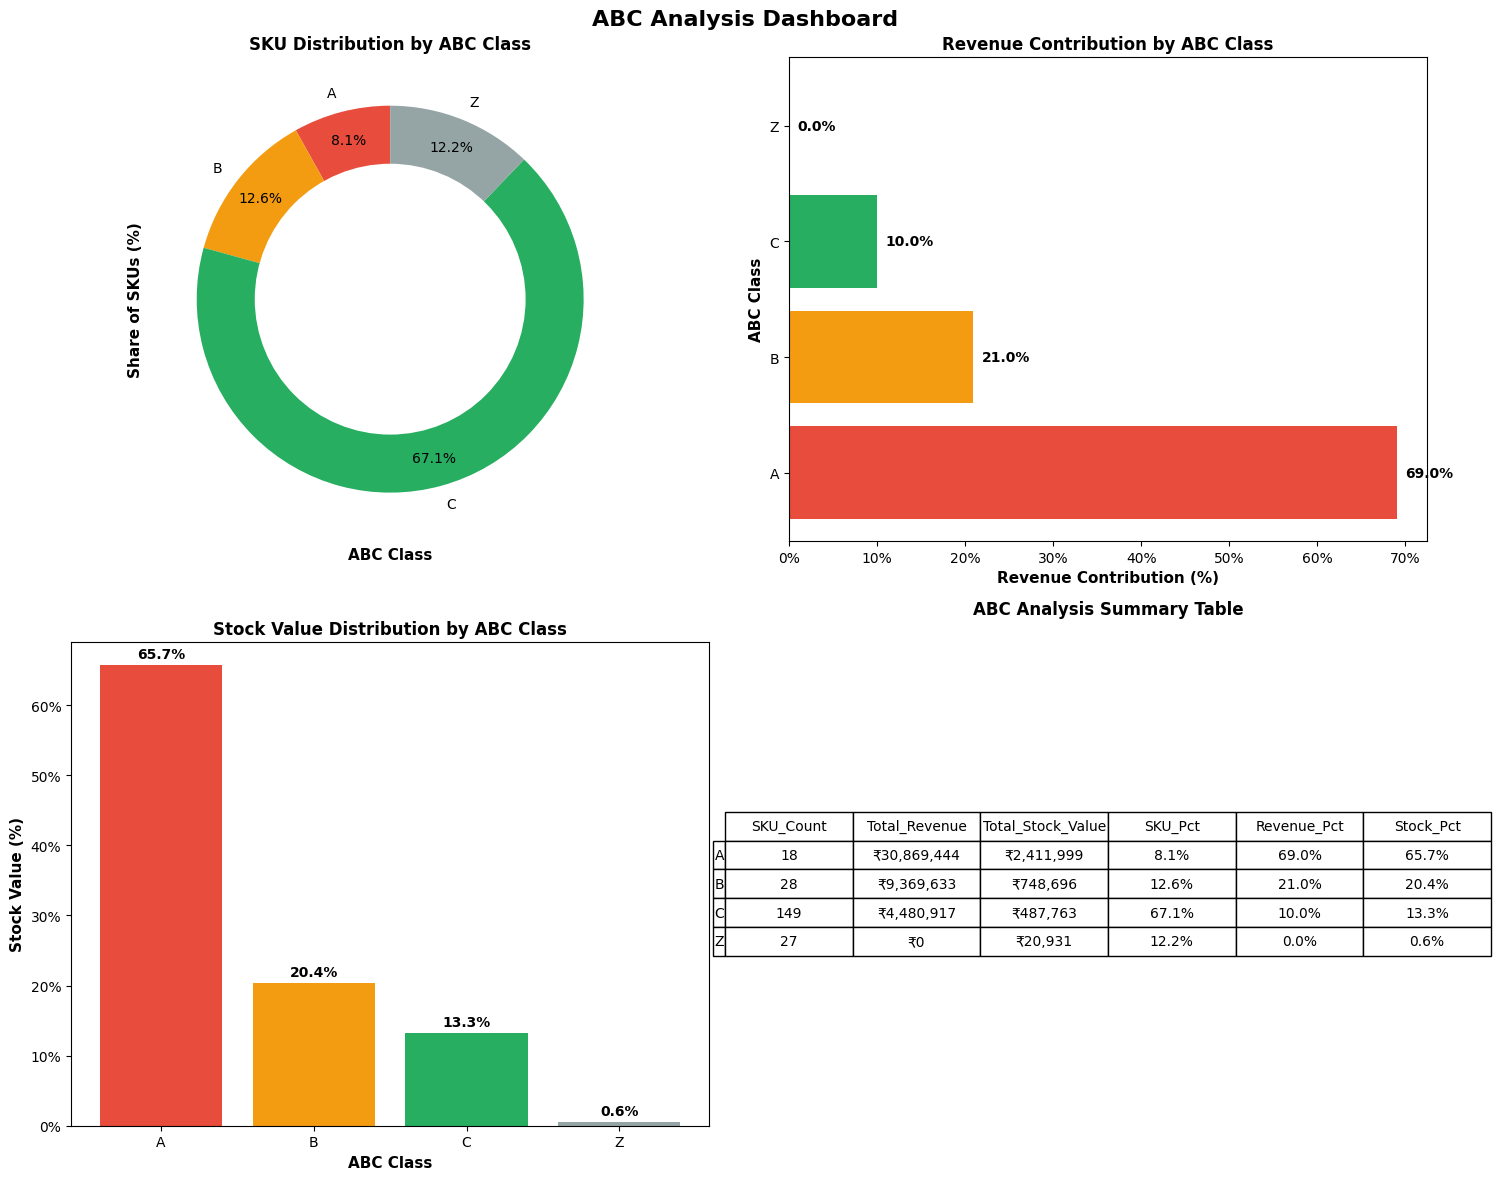 ABC Analysis Dashboard
SKU Distribution by ABC Class
A
Z
8.1%
12.2%
B
12.6%
Share of SKUs (%)
67.1%
C
ABC Class
Revenue Contribution by ABC Class
ABC Class
Z
0.0%
C
10.0%
B
21.0%
A
69.0%
0% 10% 20% 30% 40% 50% 60% 70%
Revenue Contribution (%)
Stock Value Distribution by ABC Class
Stock Value (%)
60%
50%
40%
30%
20%
10%
0%
65.7%
20.4%
13.3%
0.6%
A B C Z
ABC Class
ABC Analysis Summary Table
SKU_Count Total_Revenue Total_Stock_Value SKU_Pct Revenue_Pct Stock_Pct
A 18 ₹30,869,444 ₹2,411,999 8.1% 69.0% 65.7%
B 28 ₹9,369,633 ₹748,696 12.6% 21.0% 20.4%
C 149 ₹4,480,917 ₹487,763 67.1% 10.0% 13.3%
Z 27 ₹0 ₹20,931 12.2% 0.0% 0.6%